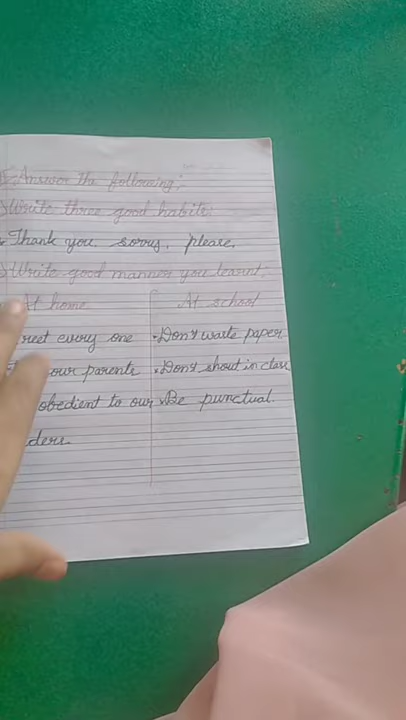 Answer the following:
Write three good habits:
Thank you, sorry, please.
Write good manner you learnt:
At home At school
reet every one • Don't waste paper
our parents • Don't shout in class
obedient to our • Be punctual.
ders.